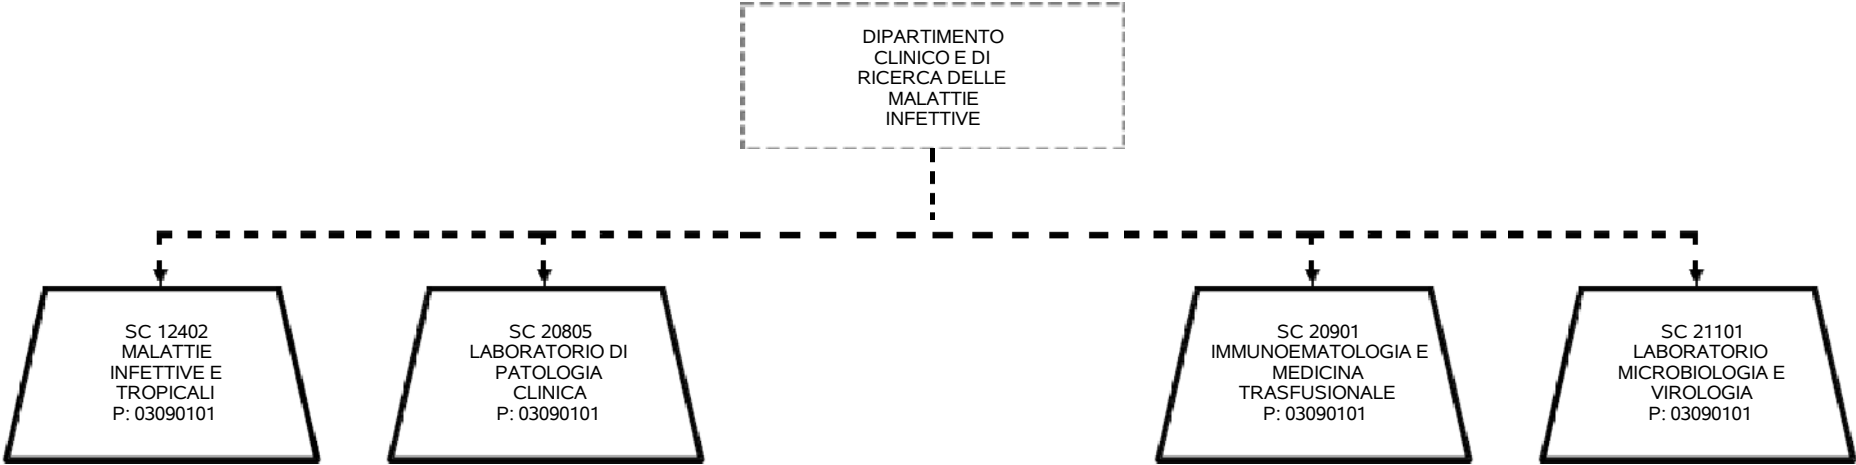 DIPARTIMENTO
CLINICO E DI
RICERCA DELLE
MALATTIE
INFETTIVE
SC 12402
MALATTIE
INFETTIVE E
TROPICALI
P: 03090101
SC 20805
LABORATORIO DI
PATOLOGIA
CLINICA
P: 03090101
SC 20901
IMMUNOEMATOLOGIA E
MEDICINA
TRASFUSIONALE
P: 03090101
SC 21101
LABORATORIO
MICROBIOLOGIA E
VIROLOGIA
P: 03090101